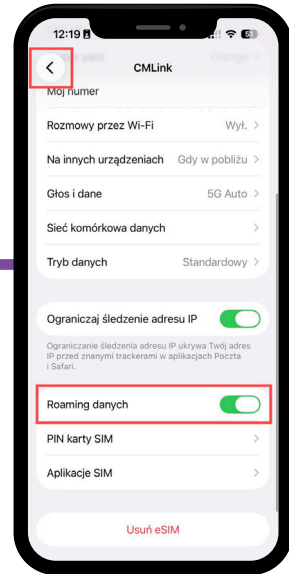 12:19
CMLink
Mój numer
Rozmowy przez Wi-Fi Wył.
Na innych urządzeniach Gdy w pobliżu
Głos i dane 5G Auto
Sieć komórkowa danych
Tryb danych Standardowy
Ograniczaj śledzenie adresu IP
Ograniczanie śledzenia adresu IP ukrywa Twój adres
IP przed znanymi trackerami w aplikacjach Poczta
i Safari.
Roaming danych
PIN karty SIM
Aplikacje SIM
Usuń eSIM